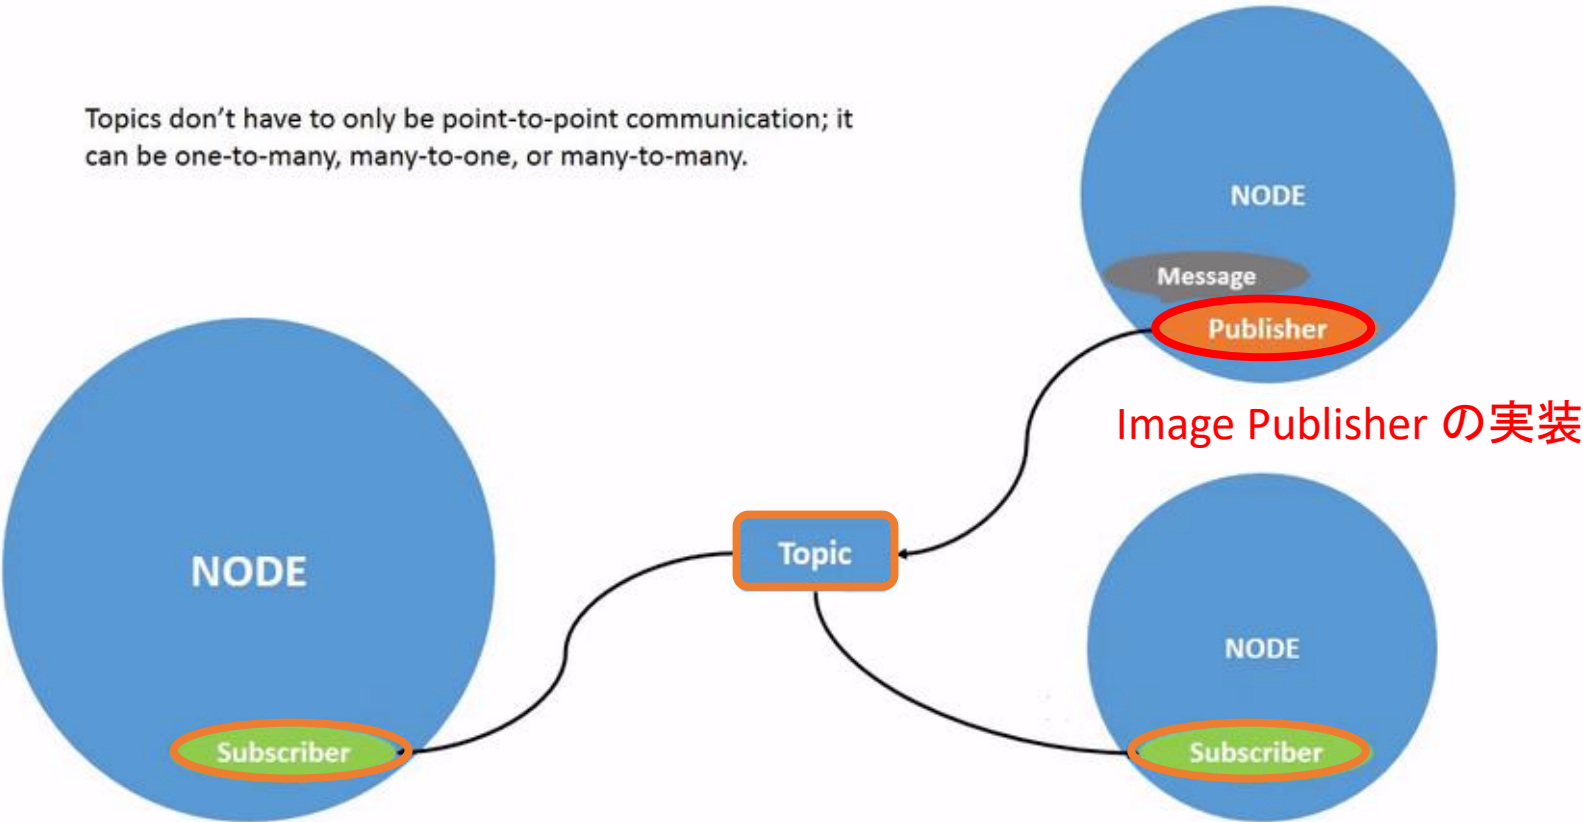 Topics don't have to only be point-to-point communication; it
can be one-to-many, many-to-one, or many-to-many.
NODE
Message
Publisher
Image Publisher の実装
Topic
NODE
Subscriber
NODE
Subscriber